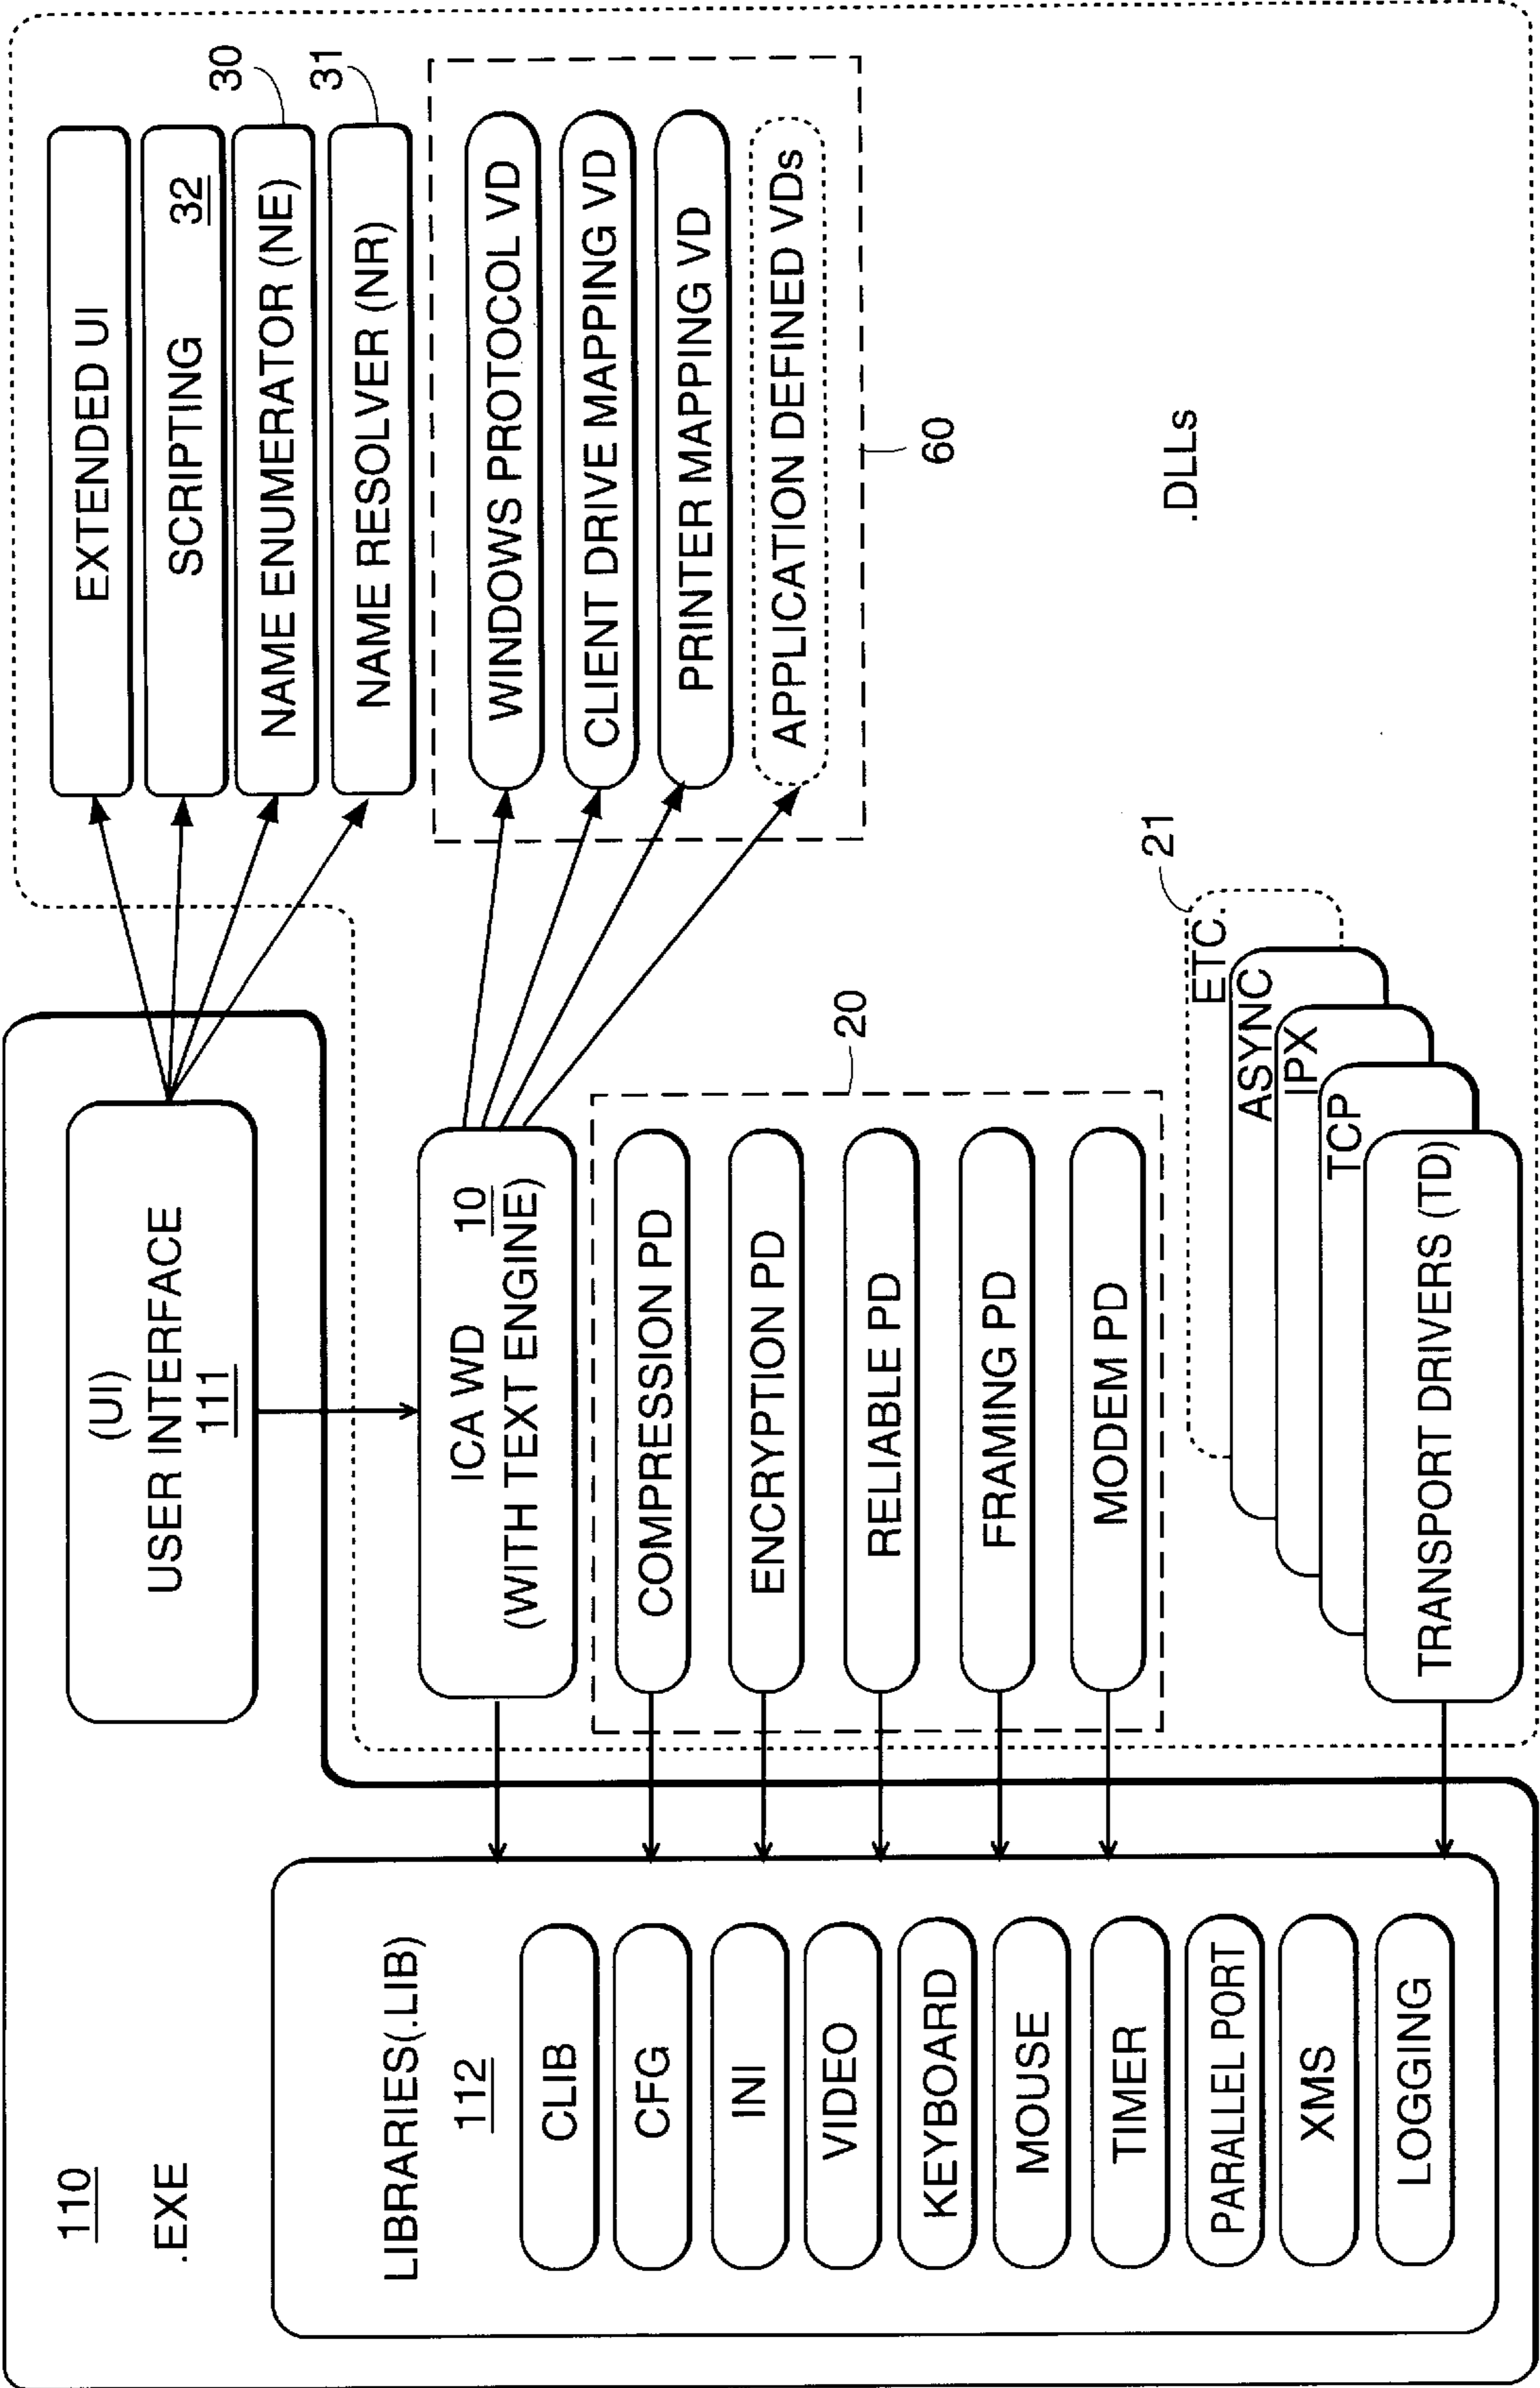 110
.EXE
LIBRARIES(.LIB)
112
CLIB
CFG
INI
VIDEO
KEYBOARD
MOUSE
TIMER
PARALLEL PORT
XMS
LOGGING
(UI)
USER INTERFACE
111
ICA WD 10
(WITH TEXT ENGINE)
COMPRESSION PD
ENCRYPTION PD
RELIABLE PD
FRAMING PD
MODEM PD
20
TRANSPORT DRIVERS (TD)
TCP
IPX
ASYNC
ETC.
21
EXTENDED UI
SCRIPTING 32
NAME ENUMERATOR (NE)
30
NAME RESOLVER (NR)
31
WINDOWS PROTOCOL VD
CLIENT DRIVE MAPPING VD
PRINTER MAPPING VD
APPLICATION DEFINED VDs
60
.DLLs